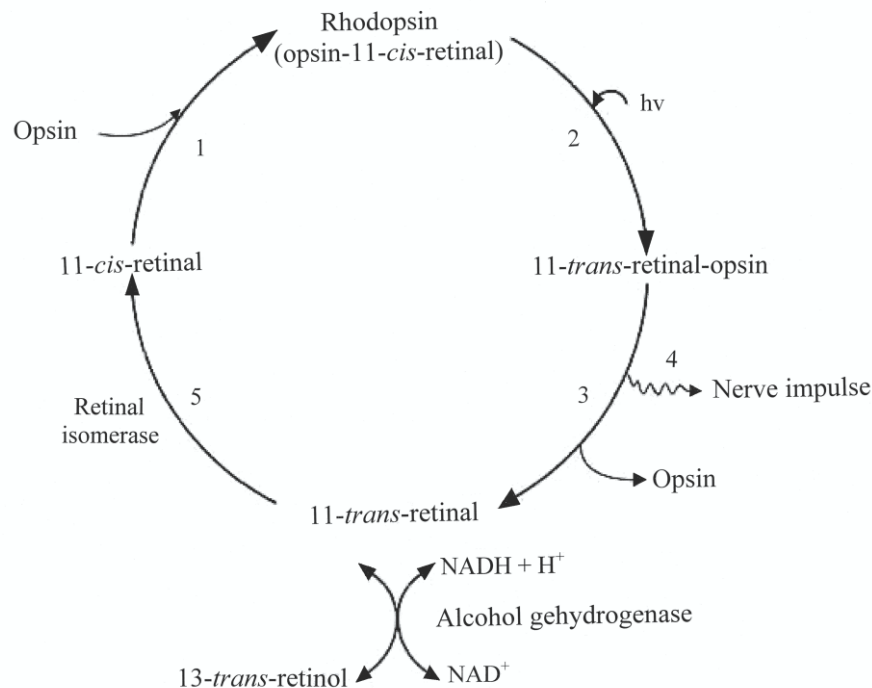 Rhodopsin
(opsin-11-cis-retinal)
hv
Opsin
1
2
11-cis-retinal
11-trans-retinal-opsin
4
Nerve impulse
3
5
Retinal
isomerase
Opsin
11-trans-retinal
NADH + H⁺
Alcohol gehydrogenase
13-trans-retinol
NAD⁺